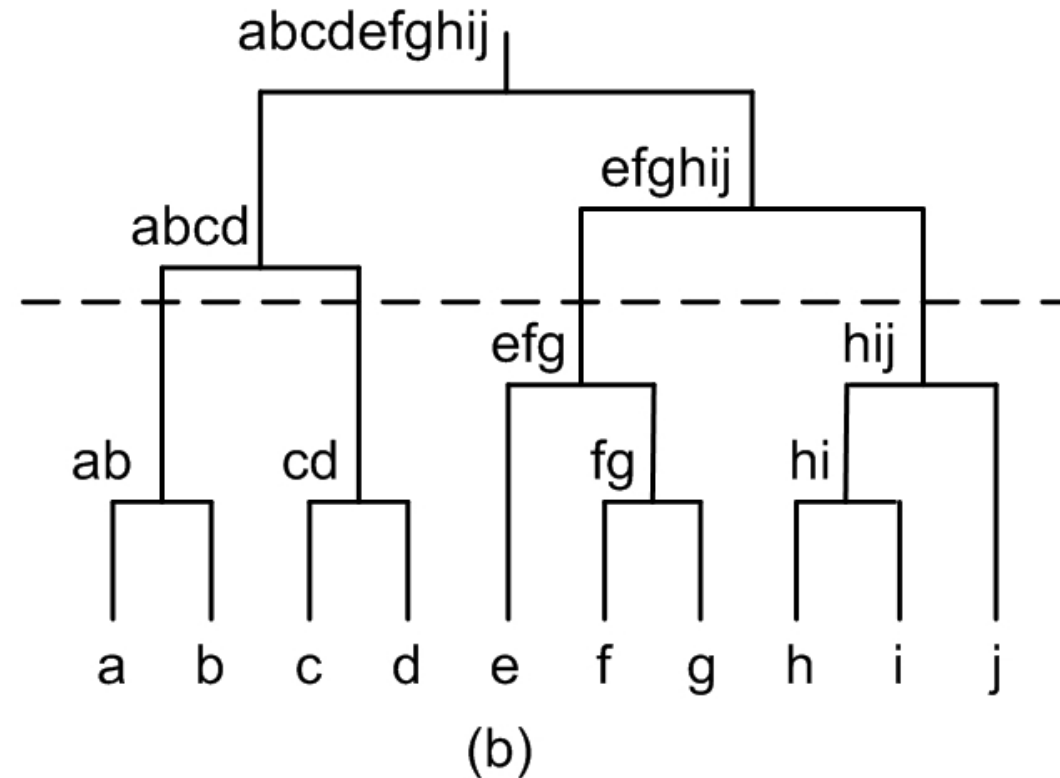 abcdefghij
efghij
abcd
efg hij
ab cd fg hi
a b c d e f g h i j
(b)